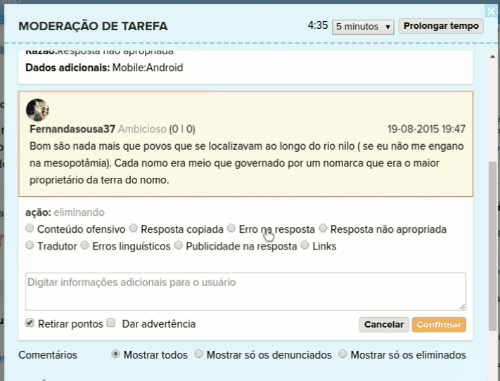 MODERAÇÃO DE TAREFA 4:35 5 minutos Prolongar tempo
Razão:Resposta não apropriada
Dados adicionais: Mobile:Android
Fernandasousa37 Ambicioso (0 | 0) 19-08-2015 19:47
Bom são nada mais que povos que se localizavam ao longo do rio nilo ( se eu não me engano
na mesopotâmia). Cada nomo era meio que governado por um nomarca que era o maior
proprietário da terra do nomo.
ação: eliminando
Conteúdo ofensivo Resposta copiada Erro na resposta Resposta não apropriada
Tradutor Erros linguísticos Publicidade na resposta Links
Digitar informações adicionais para o usuário
Retirar pontos Dar advertência Cancelar Confirmar
Comentários Mostrar todos Mostrar só os denunciados Mostrar só os eliminados